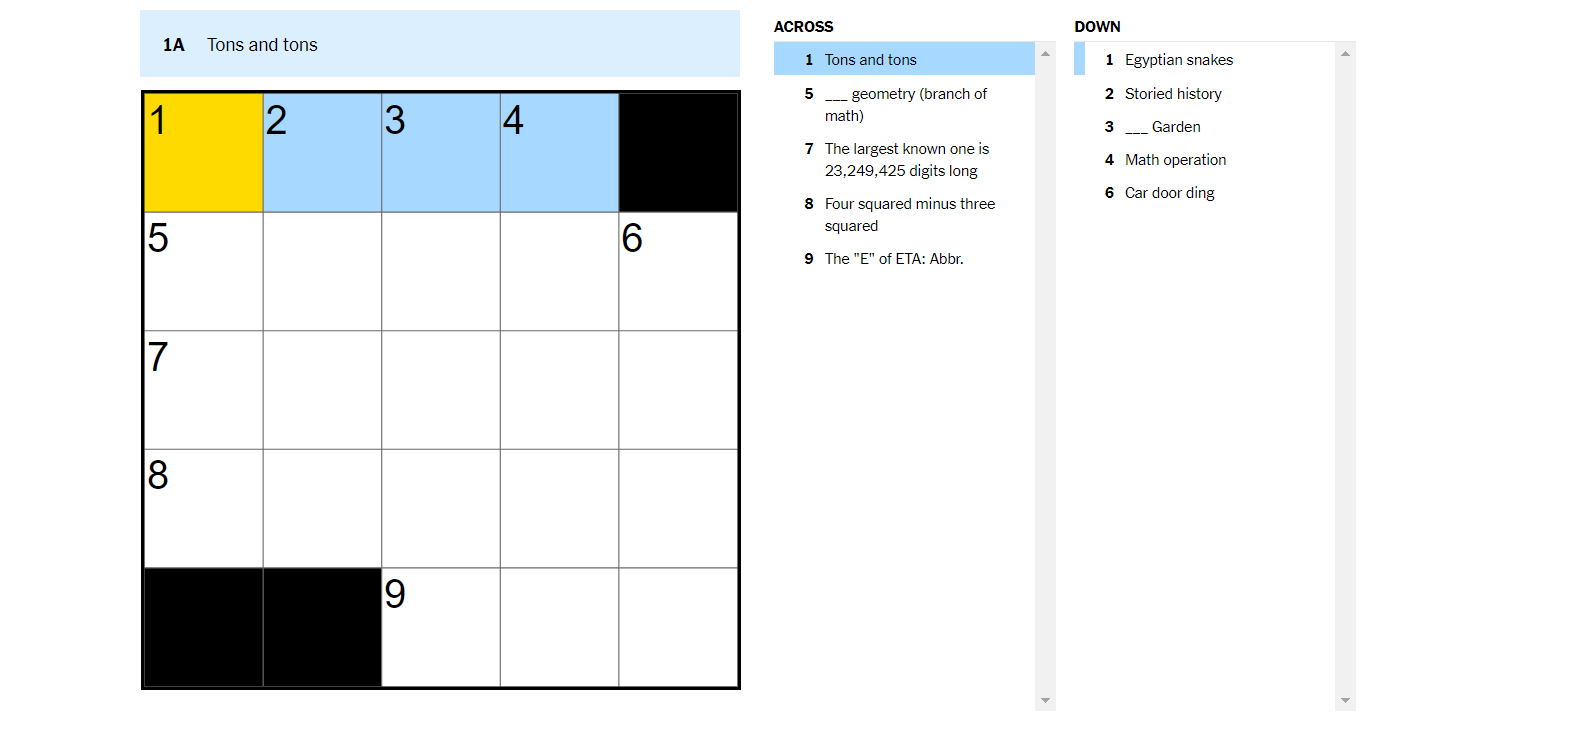 1A Tons and tons
1 2 3 4
5 6
7
8
9
ACROSS
1 Tons and tons
5 ___ geometry (branch of
math)
7 The largest known one is
23,249,425 digits long
8 Four squared minus three
squared
9 The "E" of ETA: Abbr.
DOWN
1 Egyptian snakes
2 Storied history
3 ___ Garden
4 Math operation
6 Car door ding